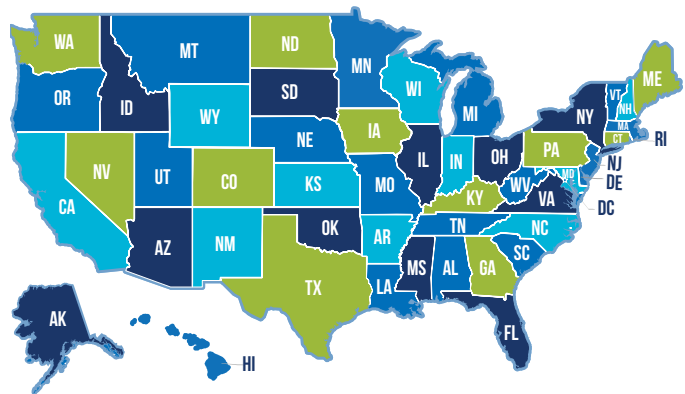 WA
MT
ND
MN
ME
OR
ID
SD
WY
WI
MI
VT
NH
NY
MA
CT
RI
NV
UT
CO
NE
IA
IL
IN
OH
PA
NJ
DE
MD
DC
CA
KS
MO
KY
WV
VA
AZ
NM
OK
AR
TN
NC
SC
TX
LA
MS
AL
GA
FL
AK
HI